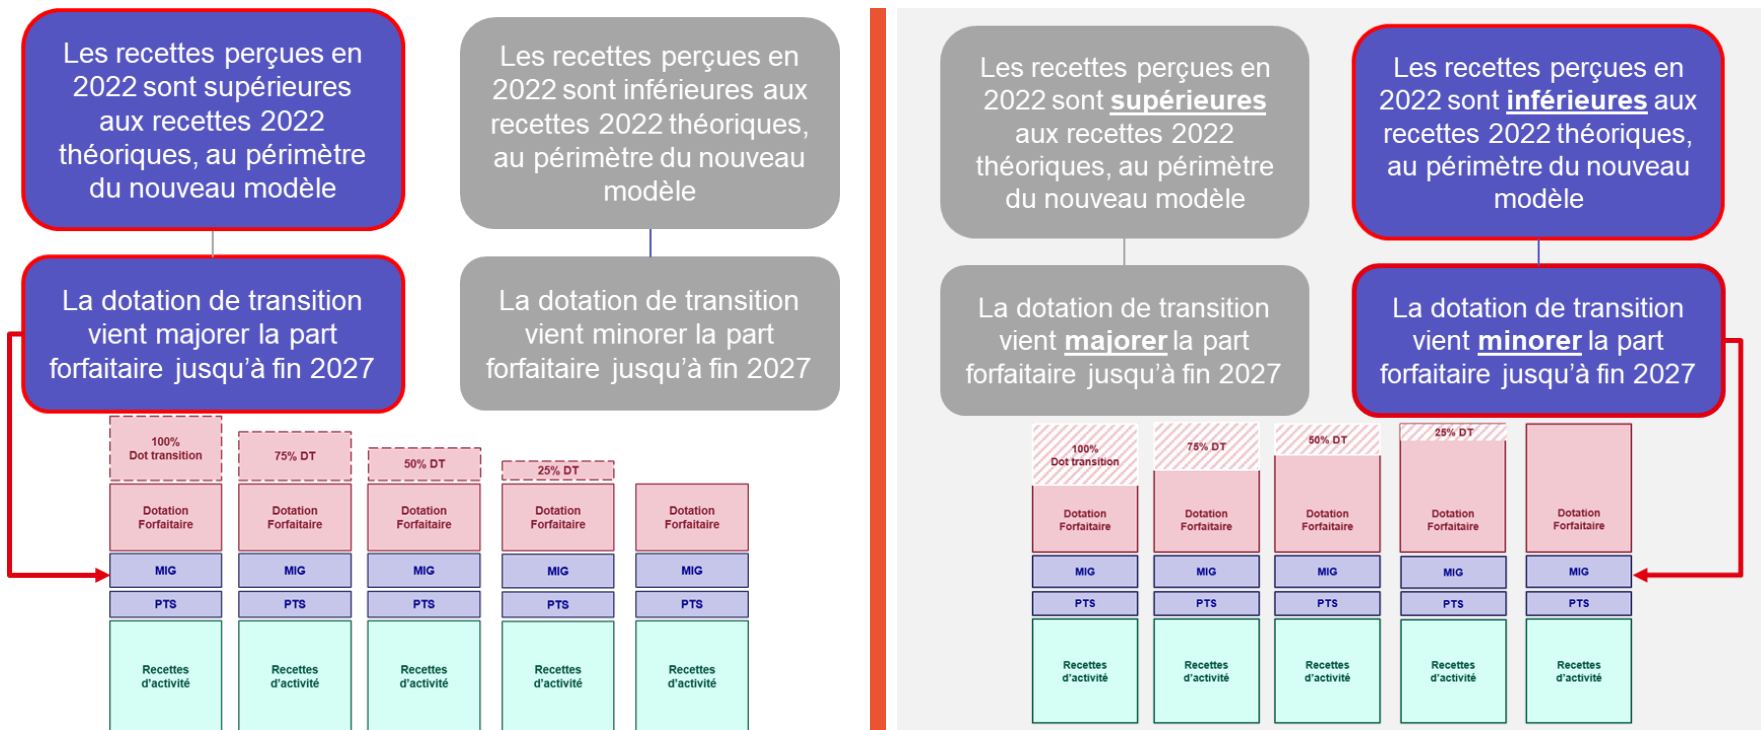 Les recettes perçues en
2022 sont supérieures
aux recettes 2022
théoriques, au périmètre
du nouveau modèle
Les recettes perçues en
2022 sont inférieures aux
recettes 2022 théoriques,
au périmètre du nouveau
modèle
La dotation de transition
vient majorer la part
forfaitaire jusqu'à fin 2027
La dotation de transition
vient minorer la part
forfaitaire jusqu'à fin 2027
100%
Dot transition
75% DT
50% DT
25% DT
Dotation
Forfaitaire
Dotation
Forfaitaire
Dotation
Forfaitaire
Dotation
Forfaitaire
Dotation
Forfaitaire
MIG
MIG
MIG
MIG
MIG
PTS
PTS
PTS
PTS
PTS
Recettes
d'activité
Recettes
d'activité
Recettes
d'activité
Recettes
d'activité
Recettes
d'activité
Les recettes perçues en
2022 sont supérieures
aux recettes 2022
théoriques, au périmètre
du nouveau modèle
Les recettes perçues en
2022 sont inférieures aux
recettes 2022 théoriques,
au périmètre du nouveau
modèle
La dotation de transition
vient majorer la part
forfaitaire jusqu'à fin 2027
La dotation de transition
vient minorer la part
forfaitaire jusqu'à fin 2027
100%
Dot transition
75% DT
50% DT
25% DT
Dotation
Forfaitaire
Dotation
Forfaitaire
Dotation
Forfaitaire
Dotation
Forfaitaire
Dotation
Forfaitaire
MIG
MIG
MIG
MIG
MIG
PTS
PTS
PTS
PTS
PTS
Recettes
d'activité
Recettes
d'activité
Recettes
d'activité
Recettes
d'activité
Recettes
d'activité